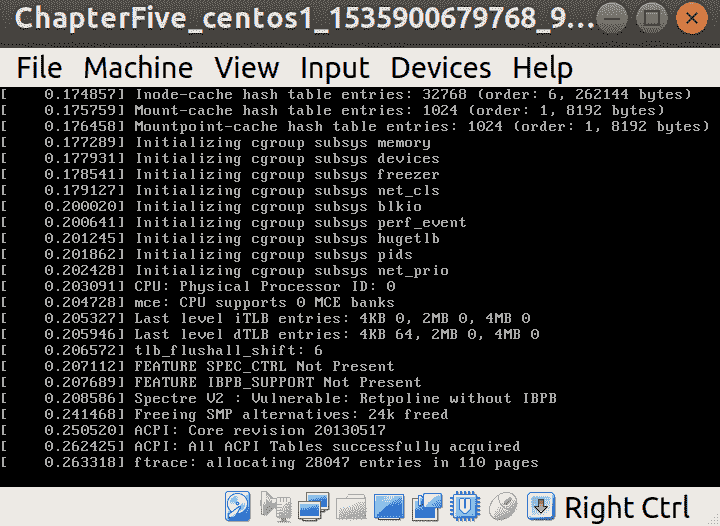 ChapterFive_centos1_1535900679768_9...
File Machine View Input Devices Help
[    0.174857] Inode-cache hash table entries: 32768 (order: 6, 262144 bytes)
[    0.175759] Mount-cache hash table entries: 1024 (order: 1, 8192 bytes)
[    0.176458] Mountpoint-cache hash table entries: 1024 (order: 1, 8192 bytes)
[    0.177289] Initializing cgroup subsys memory
[    0.177931] Initializing cgroup subsys devices
[    0.178541] Initializing cgroup subsys freezer
[    0.179127] Initializing cgroup subsys net_cls
[    0.200020] Initializing cgroup subsys blkio
[    0.200641] Initializing cgroup subsys perf_event
[    0.201245] Initializing cgroup subsys hugetlb
[    0.201862] Initializing cgroup subsys pids
[    0.202428] Initializing cgroup subsys net_prio
[    0.203091] CPU: Physical Processor ID: 0
[    0.204728] mce: CPU supports 0 MCE banks
[    0.205327] Last level iTLB entries: 4KB 0, 2MB 0, 4MB 0
[    0.205946] Last level dTLB entries: 4KB 64, 2MB 0, 4MB 0
[    0.206572] tlb_flushall_shift: 6
[    0.207112] FEATURE SPEC_CTRL Not Present
[    0.207689] FEATURE IBPB_SUPPORT Not Present
[    0.208586] Spectre V2 : Vulnerable: Retpoline without IBPB
[    0.241468] Freeing SMP alternatives: 24k freed
[    0.250520] ACPI: Core revision 20130517
[    0.262425] ACPI: All ACPI Tables successfully acquired
[    0.263318] ftrace: allocating 28047 entries in 110 pages
Right Ctrl